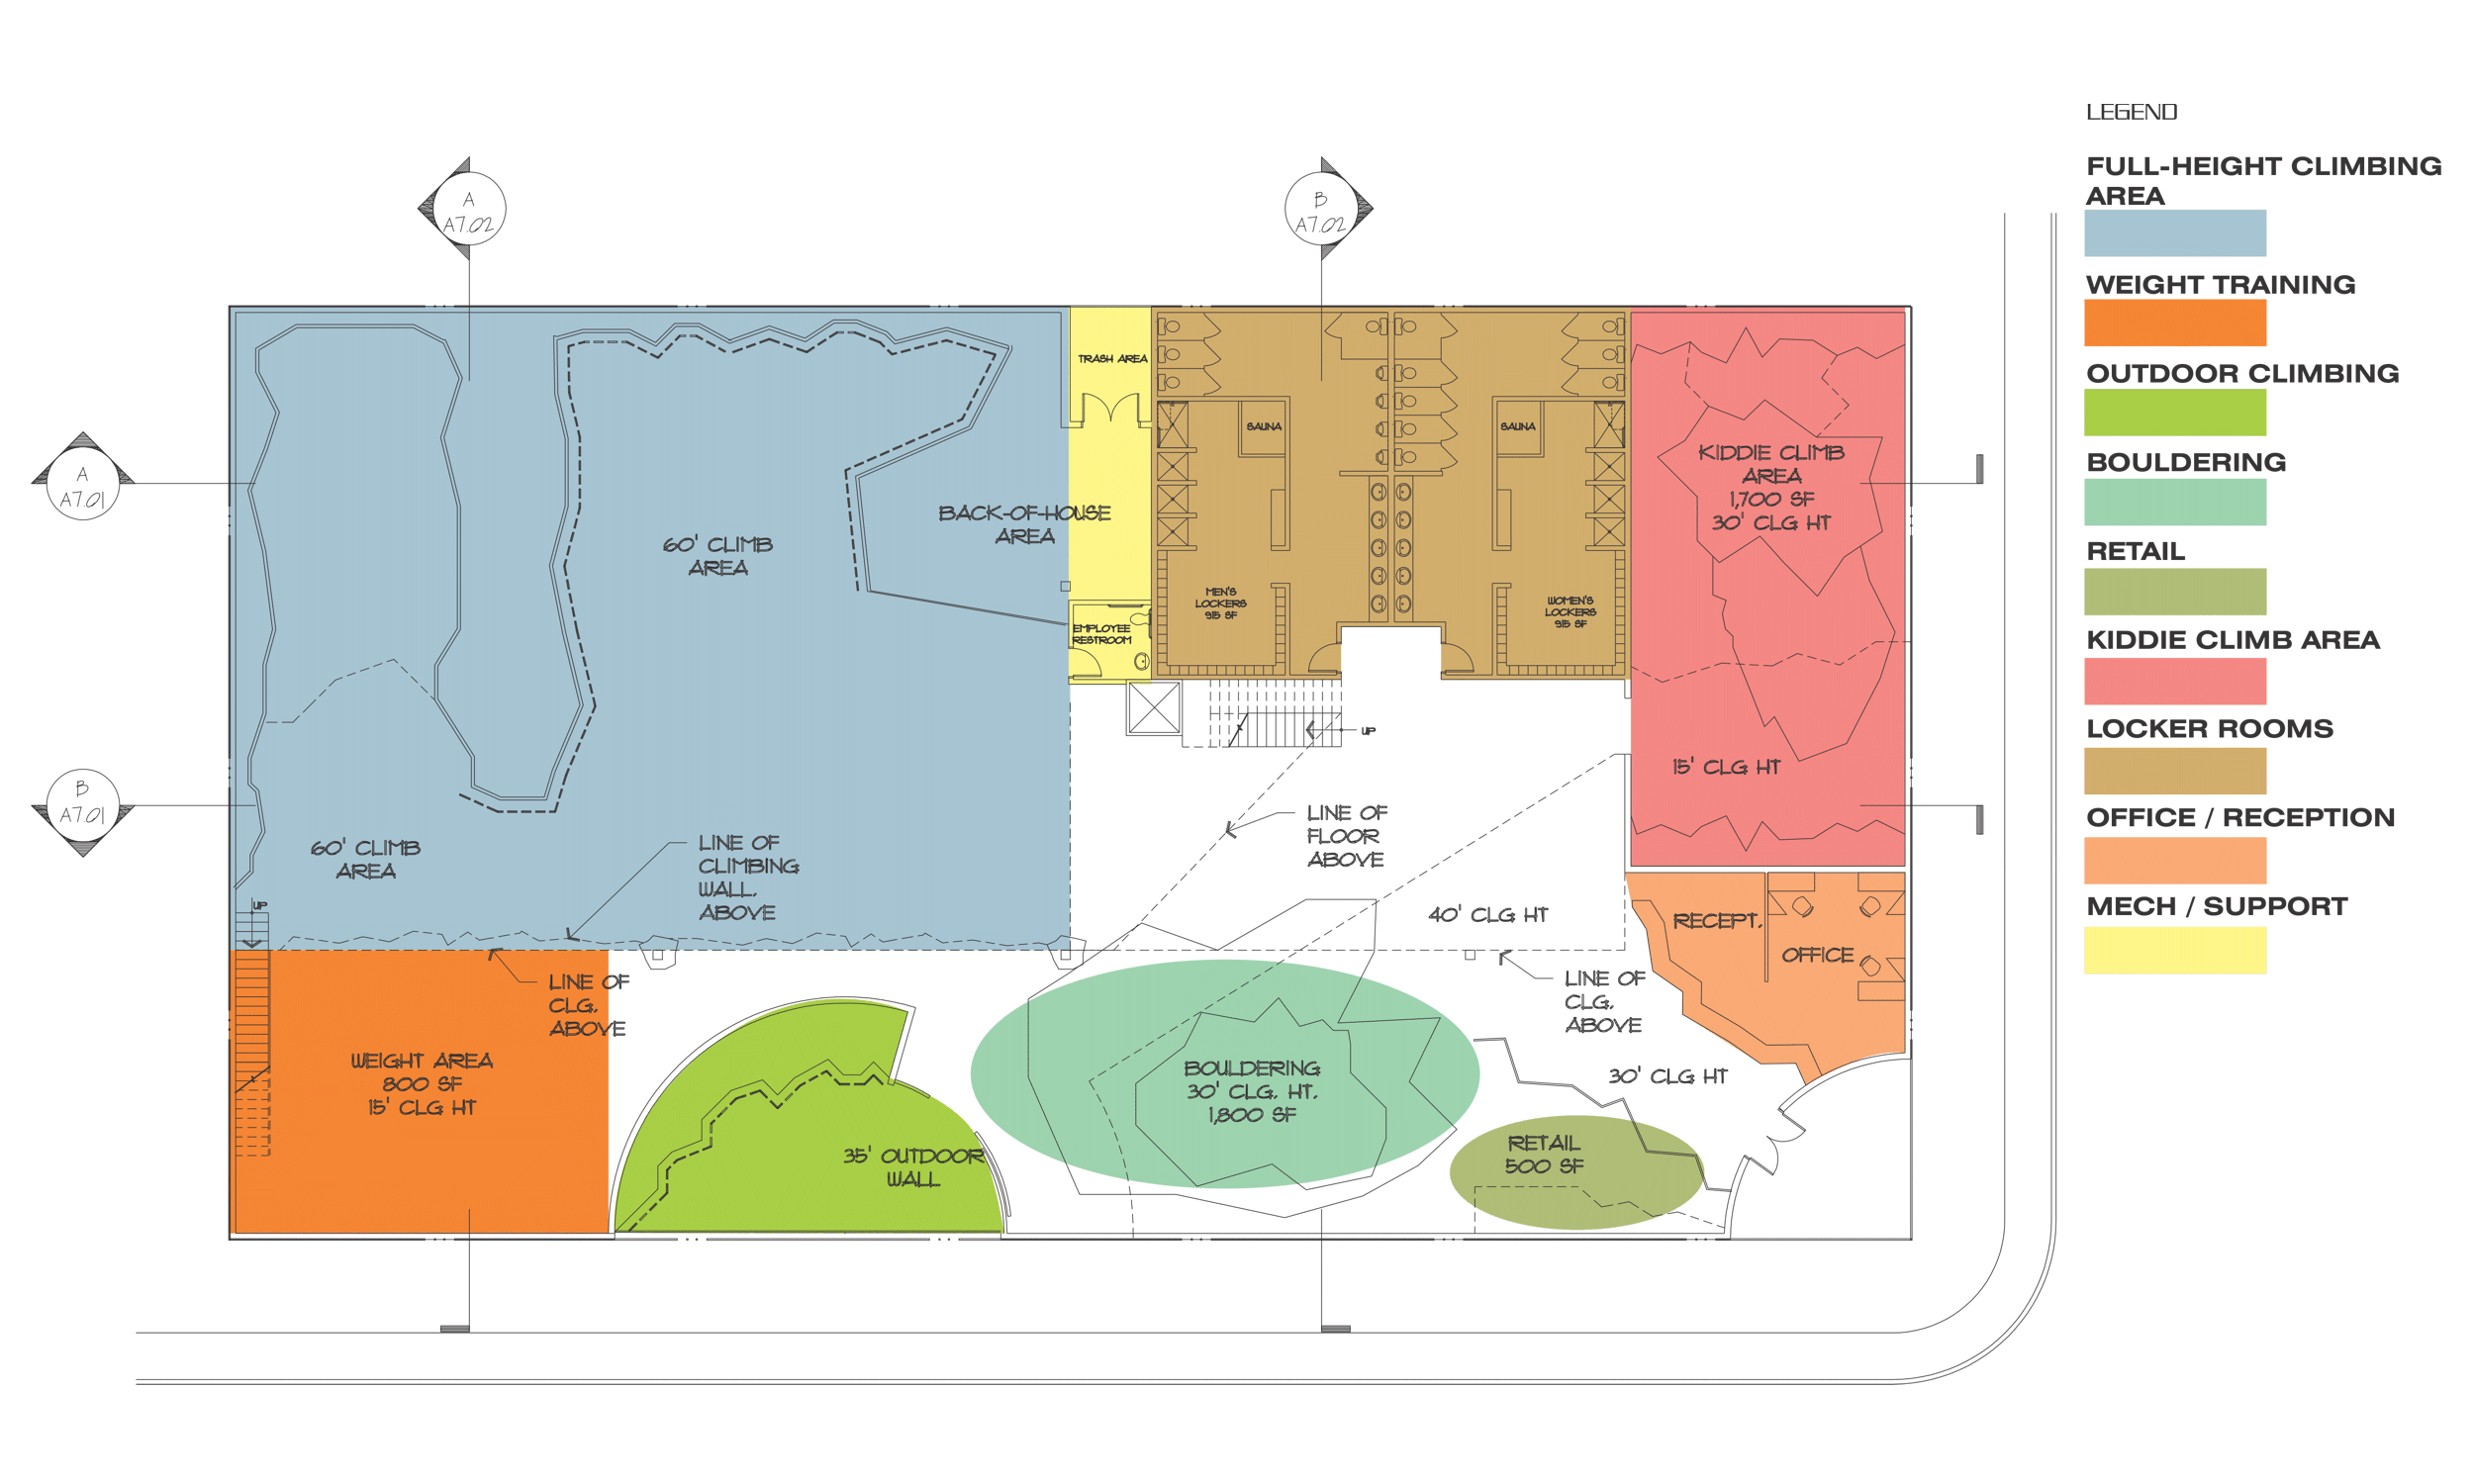 LEGEND
FULL-HEIGHT CLIMBING
AREA
WEIGHT TRAINING
OUTDOOR CLIMBING
BOULDERING
RETAIL
KIDDIE CLIMB AREA
LOCKER ROOMS
OFFICE / RECEPTION
MECH / SUPPORT
A
A7.02
B
A7.02
A
A7.01
B
A7.01
TRASH AREA
SAUNA
SAUNA
KIDDIE CLIMB
AREA
1,700 SF
30' CLG HT
BACK-OF-HOUSE
AREA
60' CLIMB
AREA
MEN'S
LOCKERS
915 SF
WOMEN'S
LOCKERS
915 SF
EMPLOYEE
RESTROOM
UP
15' CLG HT
LINE OF
FLOOR
ABOVE
60' CLIMB
AREA
LINE OF
CLIMBING
WALL,
ABOVE
UP
40' CLG HT
RECEPT.
OFFICE
LINE OF
CLG,
ABOVE
LINE OF
CLG,
ABOVE
WEIGHT AREA
800 SF
15' CLG HT
BOULDERING
30' CLG. HT.
1,800 SF
30' CLG HT
35' OUTDOOR
WALL
RETAIL
500 SF